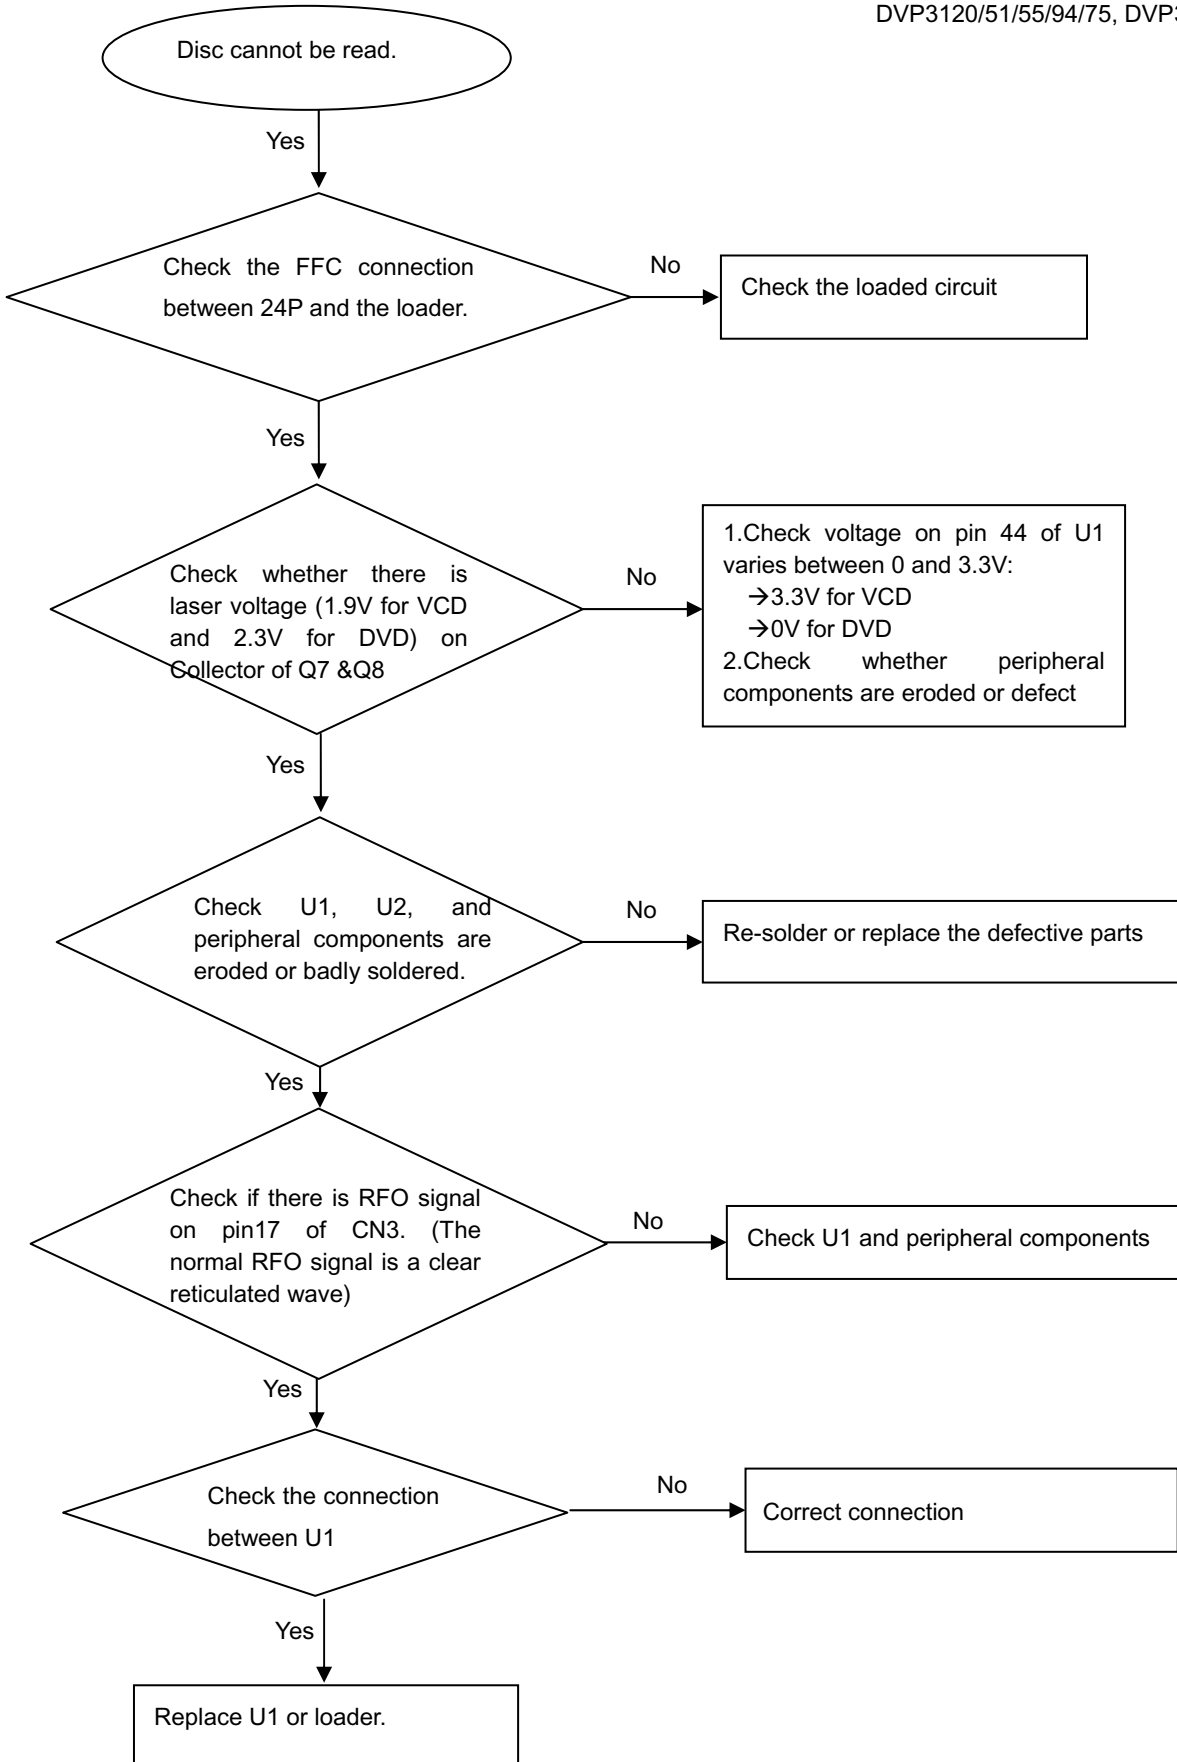 DVP3120/51/55/94/75, DVP3
Disc cannot be read.
Yes
Check the FFC connection
between 24P and the loader.
No
Check the loaded circuit
Yes
Check whether there is
laser voltage (1.9V for VCD
and 2.3V for DVD) on
Collector of Q7 &Q8
No
1.Check voltage on pin 44 of U1
varies between 0 and 3.3V:
→3.3V for VCD
→0V for DVD
2.Check whether peripheral
components are eroded or defect
Yes
Check U1, U2, and
peripheral components are
eroded or badly soldered.
No
Re-solder or replace the defective parts
Yes
Check if there is RFO signal
on pin17 of CN3. (The
normal RFO signal is a clear
reticulated wave)
No
Check U1 and peripheral components
Yes
Check the connection
between U1
No
Correct connection
Yes
Replace U1 or loader.